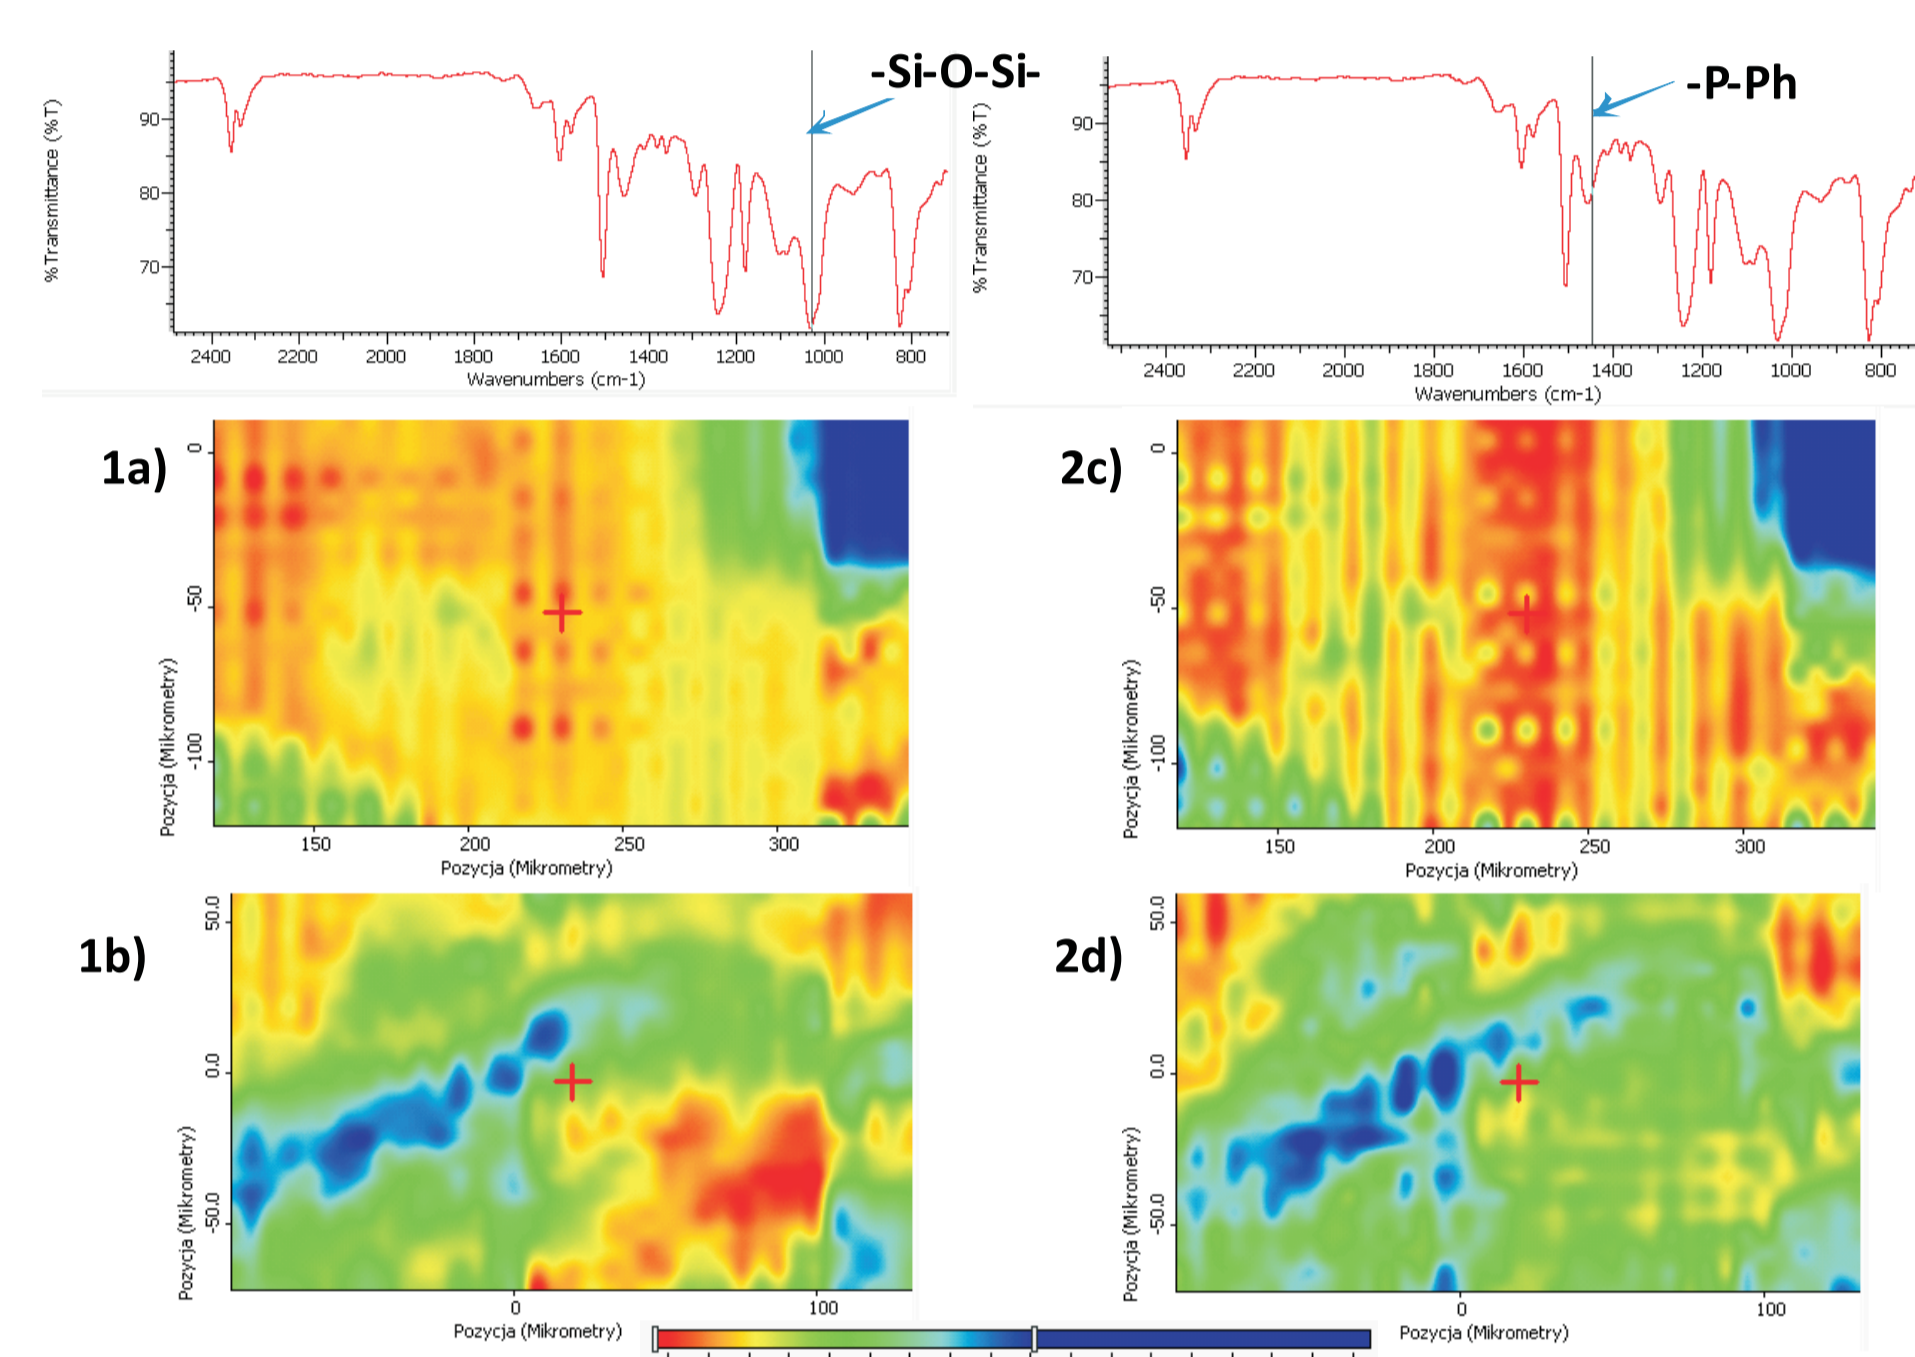 -Si-O-Si-
%Transmittance (%T)
90
80
70
2400 2200 2000 1800 1600 1400 1200 1000 800
Wavenumbers (cm-1)
-P-Ph
%Transmittance (%T)
90
80
70
2400 2200 2000 1800 1600 1400 1200 1000 800
Wavenumbers (cm-1)
1a)
Pozycja (Mikrometry)
0
-50
-100
150 200 250 300
Pozycja (Mikrometry)
2c)
Pozycja (Mikrometry)
0
-50
-100
150 200 250 300
Pozycja (Mikrometry)
1b)
Pozycja (Mikrometry)
50.0
0.0
-50.0
0 100
Pozycja (Mikrometry)
2d)
Pozycja (Mikrometry)
50.0
0.0
-50.0
0 100
Pozycja (Mikrometry)